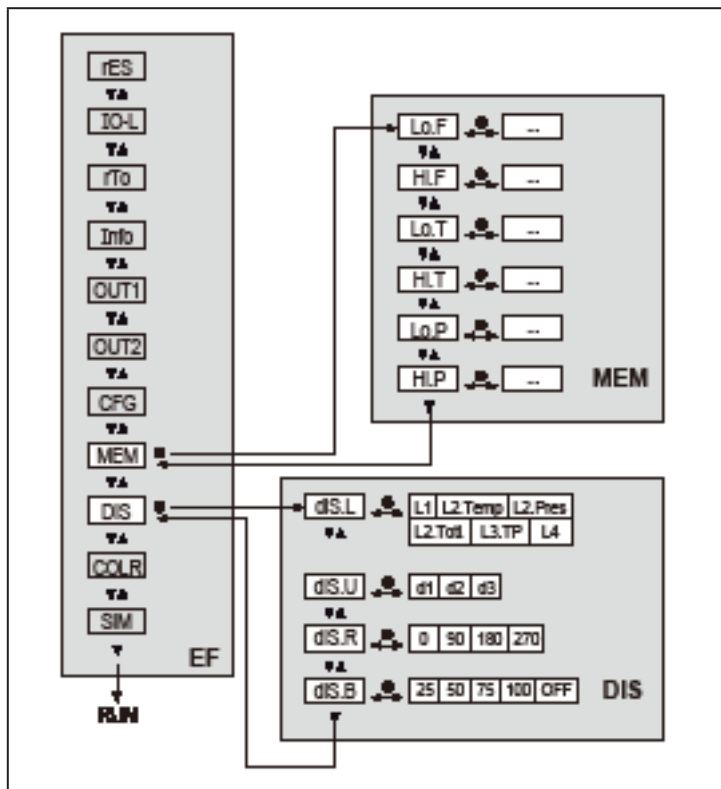 rES
IO-L
rTo
Info
OUT1
OUT2
CFG
MEM
DIS
COLR
SIM
EF
RUN
Lo.F --
HI.F --
Lo.T --
HI.T --
Lo.P --
HI.P --
MEM
dIS.L L1 L2.Temp L2.Pres
L2.Totl L3.TP L4
dIS.U d1 d2 d3
dIS.R 0 90 180 270
dIS.B 25 50 75 100 OFF
DIS